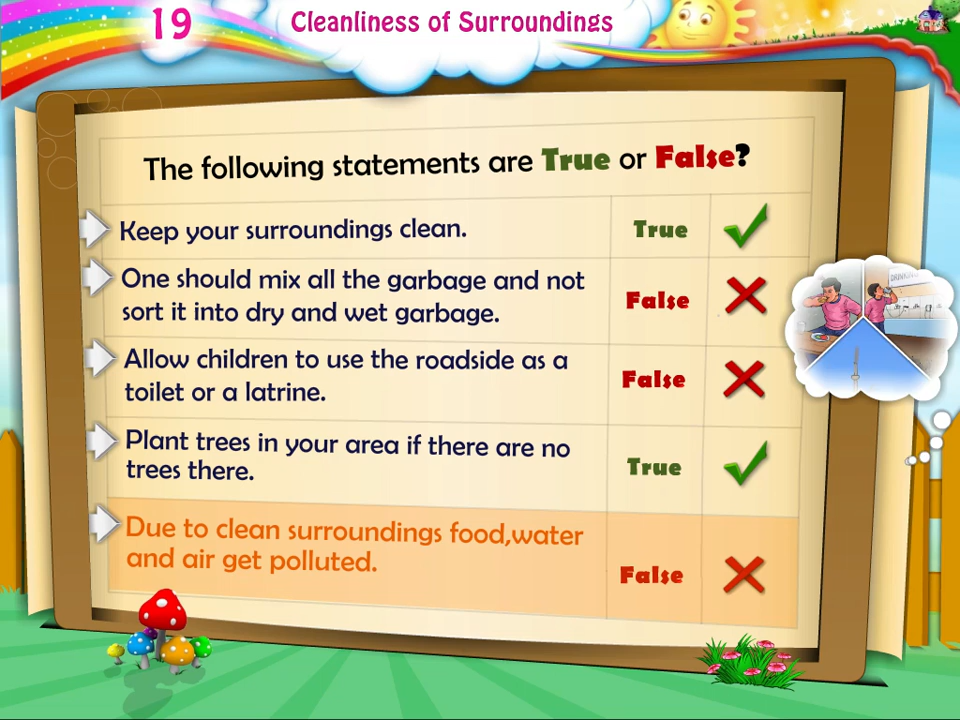 19
Cleanliness of Surroundings
The following statements are True or False?
Keep your surroundings clean.
True
One should mix all the garbage and not
sort it into dry and wet garbage.
False
Allow children to use the roadside as a
toilet or a latrine.
False
Plant trees in your area if there are no
trees there.
True
Due to clean surroundings food,water
and air get polluted.
False